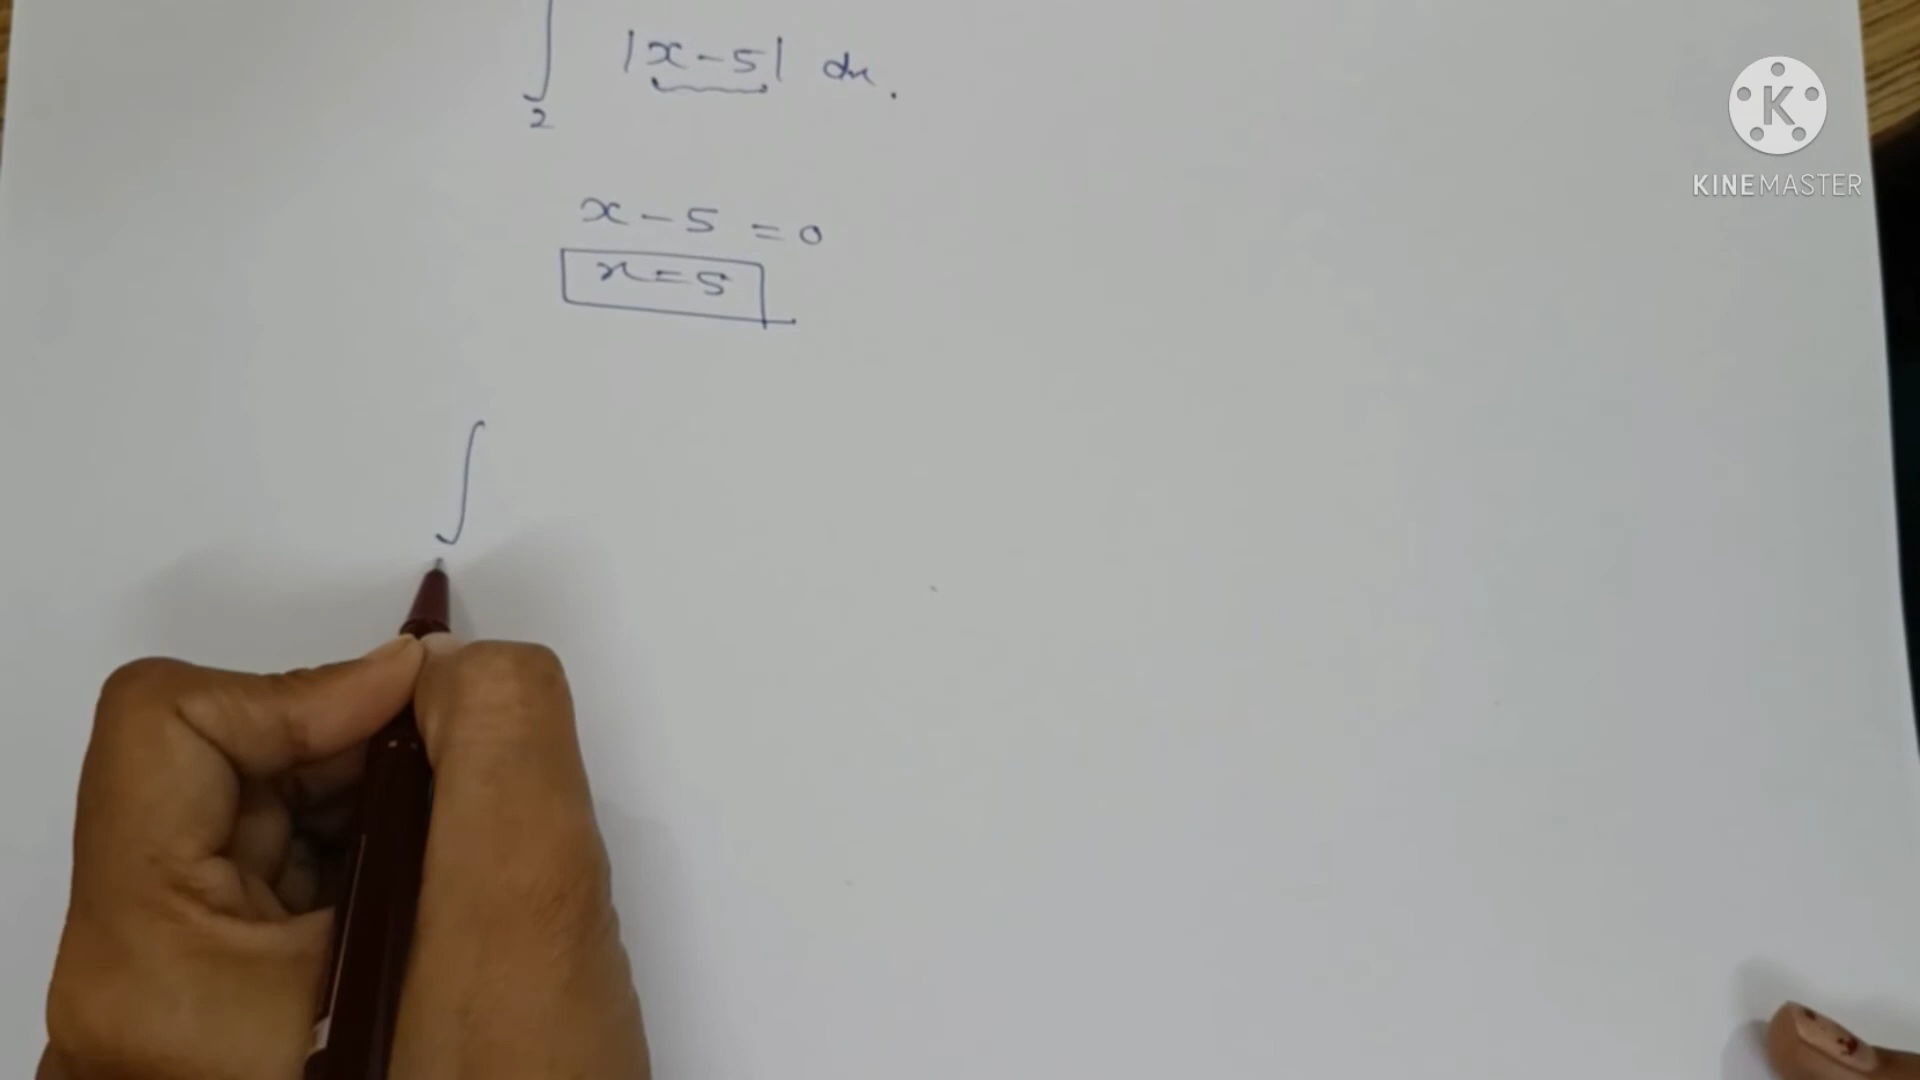 ∫₂ |x-5| dx.
x-5 = 0
x=5
∫
KINEMASTER